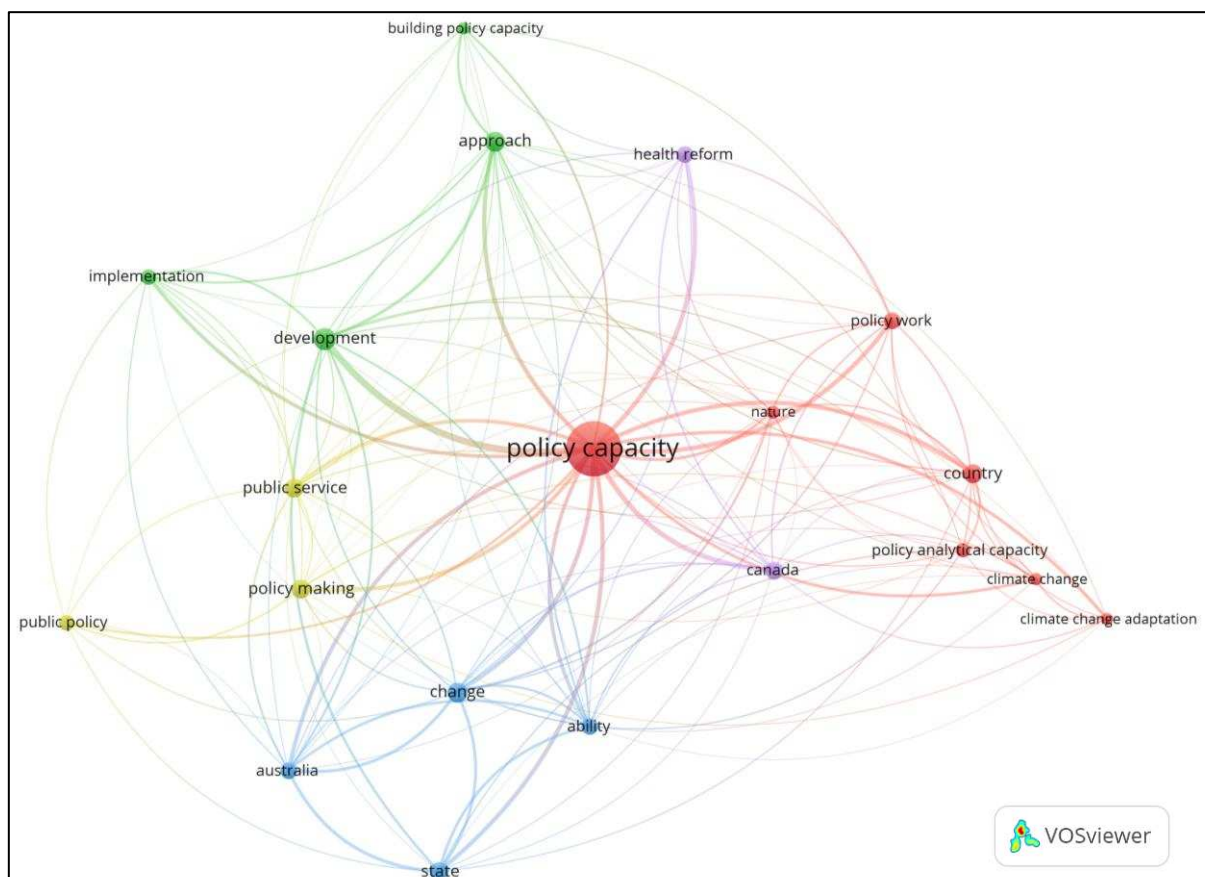 building policy capacity
approach
health reform
implementation
policy work
development
nature
policy capacity
country
public service
policy analytical capacity
canada
climate change
policy making
climate change adaptation
public policy
change
ability
australia
state
VOSviewer